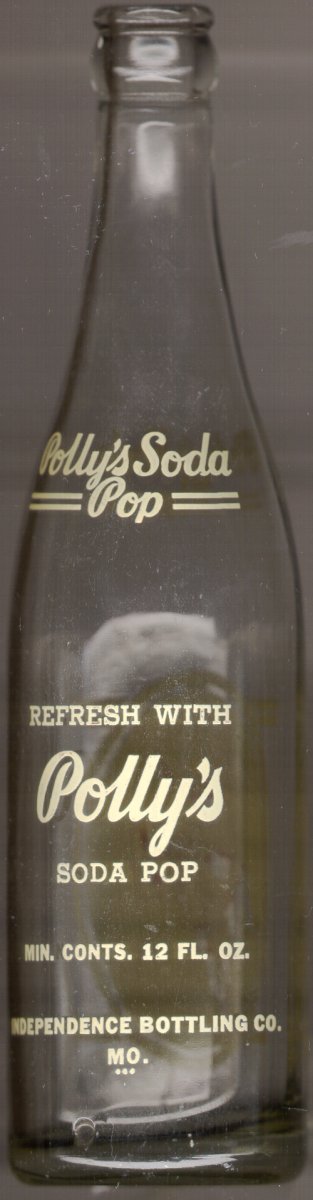 Polly's Soda
Pop
REFRESH WITH
Polly's
SODA POP
MIN. CONTS. 12 FL. OZ.
INDEPENDENCE BOTTLING CO.
MO.